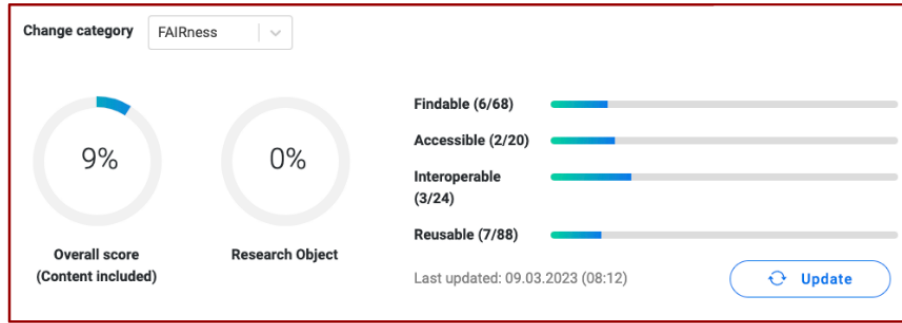 Change category
FAIRness
9%
Overall score
(Content included)
0%
Research Object
Findable (6/68)
Accessible (2/20)
Interoperable
(3/24)
Reusable (7/88)
Last updated: 09.03.2023 (08:12)
Update